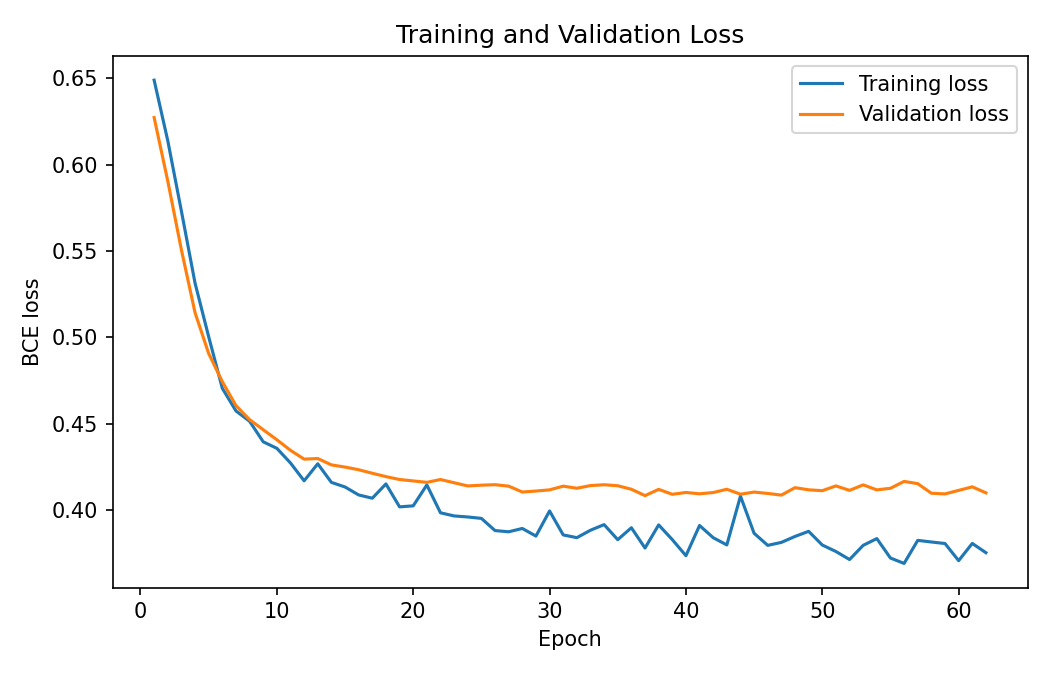 Training and Validation Loss
Training loss
Validation loss
BCE loss
0.65
0.60
0.55
0.50
0.45
0.40
0 10 20 30 40 50 60
Epoch